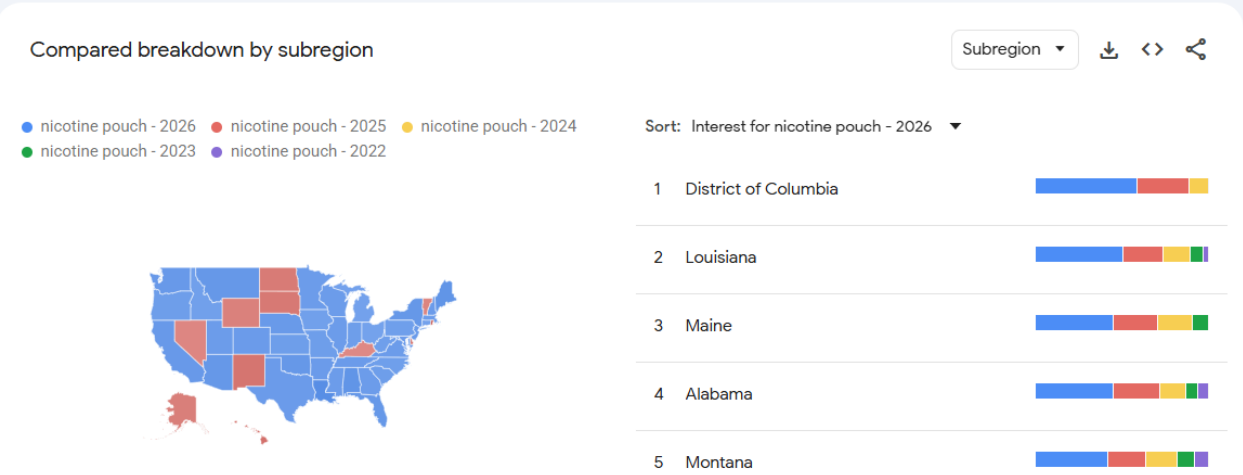 Compared breakdown by subregion
Subregion
nicotine pouch - 2026 nicotine pouch - 2025 nicotine pouch - 2024
nicotine pouch - 2023 nicotine pouch - 2022
Sort: Interest for nicotine pouch - 2026
1 District of Columbia
2 Louisiana
3 Maine
4 Alabama
5 Montana